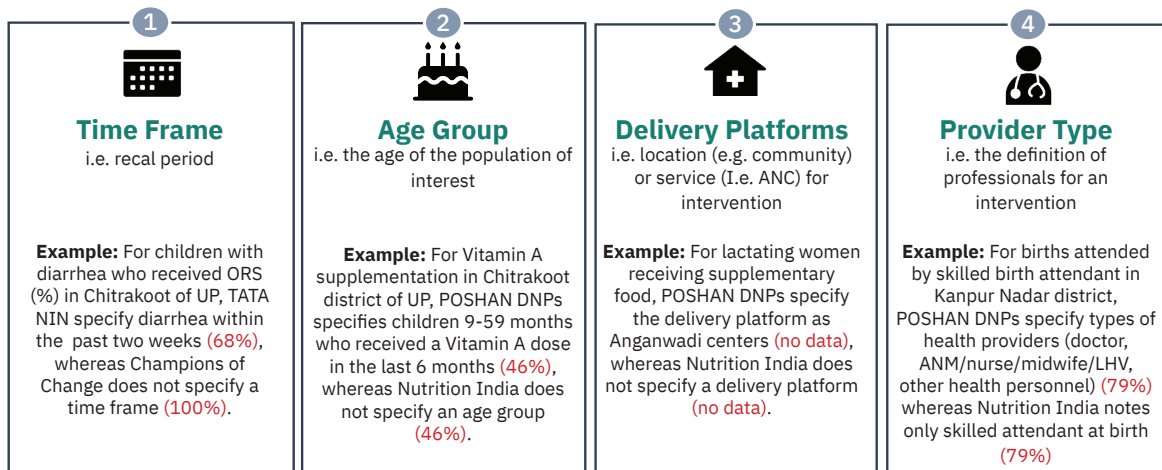 1
Time Frame
i.e. recal period
Example: For children with
diarrhea who received ORS
(%) in Chitrakoot of UP, TATA
NIN specify diarrhea within
the past two weeks (68%),
whereas Champions of
Change does not specify a
time frame (100%).
2
Age Group
i.e. the age of the population of
interest
Example: For Vitamin A
supplementation in Chitrakoot
district of UP, POSHAN DNPs
specifies children 9-59 months
who received a Vitamin A dose
in the last 6 months (46%),
whereas Nutrition India does
not specify an age group
(46%).
3
Delivery Platforms
i.e. location (e.g. community)
or service (I.e. ANC) for
intervention
Example: For lactating women
receiving supplementary
food, POSHAN DNPs specify
the delivery platform as
Anganwadi centers (no data),
whereas Nutrition India does
not specify a delivery platform
(no data).
4
Provider Type
i.e. the definition of
professionals for an
intervention
Example: For births attended
by skilled birth attendant in
Kanpur Nadar district,
POSHAN DNPs specify types of
health providers (doctor,
ANM/nurse/midwife/LHV,
other health personnel) (79%)
whereas Nutrition India notes
only skilled attendant at birth
(79%)